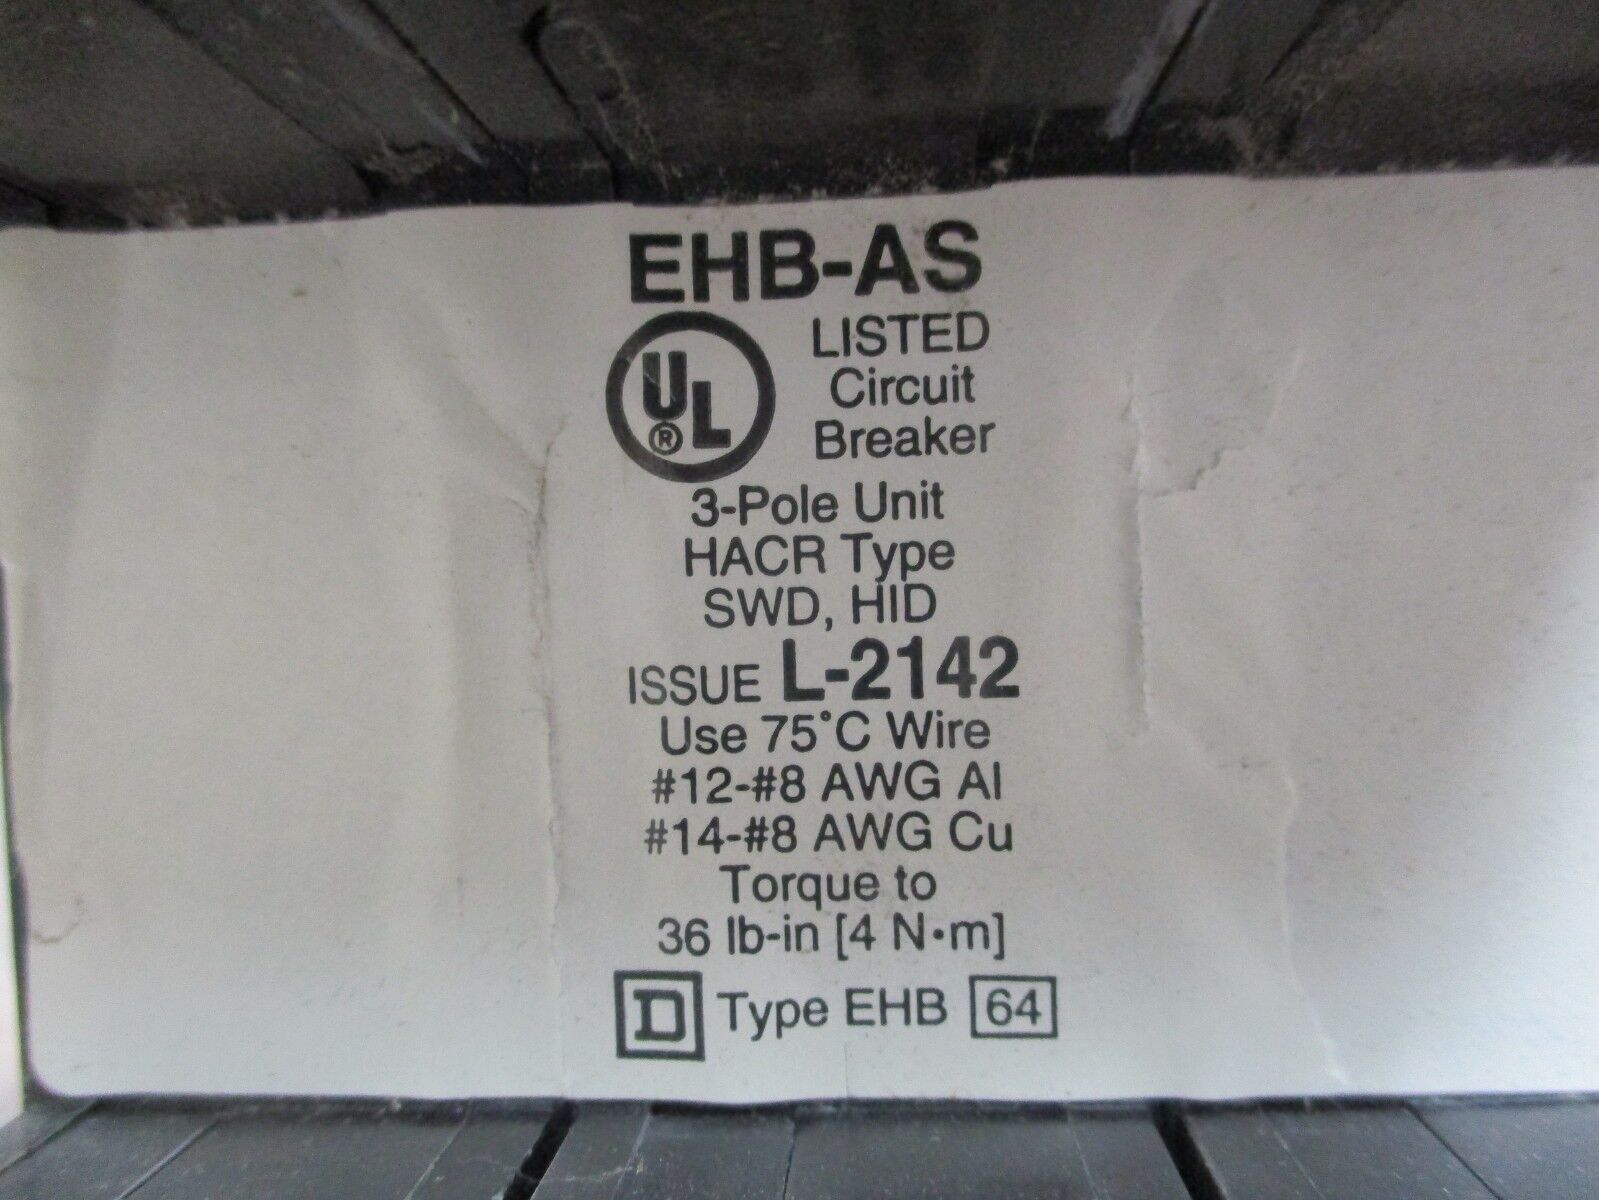 EHB-AS
UL® LISTED
Circuit
Breaker
3-Pole Unit
HACR Type
SWD, HID
ISSUE L-2142
Use 75°C Wire
#12-#8 AWG Al
#14-#8 AWG Cu
Torque to
36 lb-in [4 N•m]
D Type EHB 64